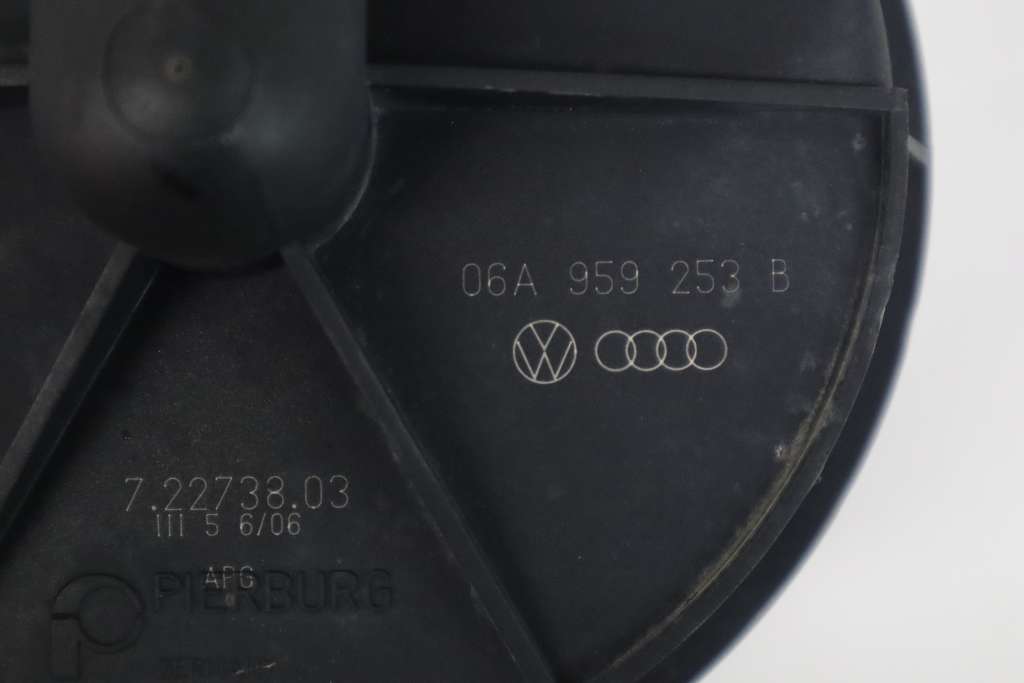 06A 959 253 B
7.22738.03
III 5 6/06
APG
PIERBURG